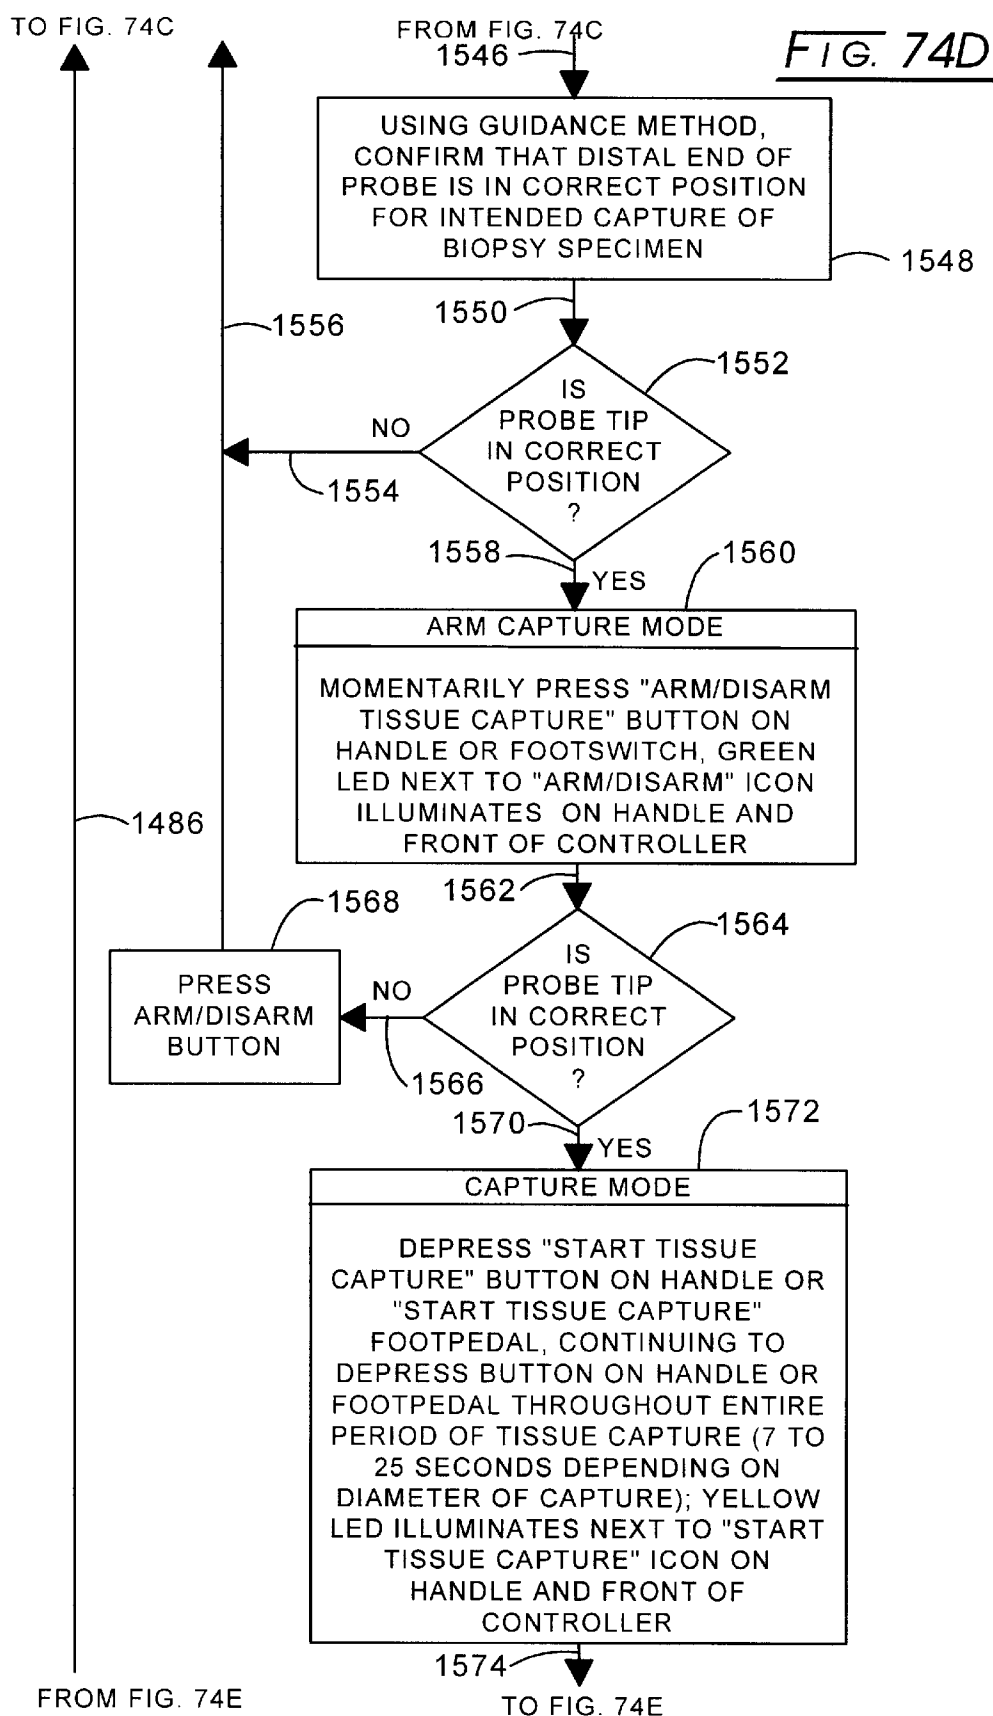 TO FIG. 74C
FROM FIG. 74C
FIG. 74D
1546
USING GUIDANCE METHOD,
CONFIRM THAT DISTAL END OF
PROBE IS IN CORRECT POSITION
FOR INTENDED CAPTURE OF
BIOPSY SPECIMEN
1548
1550
1556
1552
IS
PROBE TIP
IN CORRECT
POSITION
?
NO
1554
1558
YES
1560
ARM CAPTURE MODE
MOMENTARILY PRESS "ARM/DISARM
TISSUE CAPTURE" BUTTON ON
HANDLE OR FOOTSWITCH, GREEN
LED NEXT TO "ARM/DISARM" ICON
ILLUMINATES ON HANDLE AND
FRONT OF CONTROLLER
1486
1562
1568
1564
IS
PROBE TIP
IN CORRECT
POSITION
?
NO
PRESS
ARM/DISARM
BUTTON
1566
1570
YES
1572
CAPTURE MODE
DEPRESS "START TISSUE
CAPTURE" BUTTON ON HANDLE OR
"START TISSUE CAPTURE"
FOOTPEDAL, CONTINUING TO
DEPRESS BUTTON ON HANDLE OR
FOOTPEDAL THROUGHOUT ENTIRE
PERIOD OF TISSUE CAPTURE (7 TO
25 SECONDS DEPENDING ON
DIAMETER OF CAPTURE); YELLOW
LED ILLUMINATES NEXT TO "START
TISSUE CAPTURE" ICON ON
HANDLE AND FRONT OF
CONTROLLER
1574
FROM FIG. 74E
TO FIG. 74E